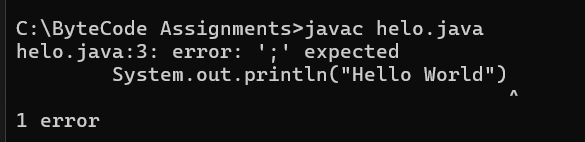 C:\ByteCode Assignments>javac helo.java
helo.java:3: error: ';' expected
        System.out.println("Hello World")
                                         ^
1 error